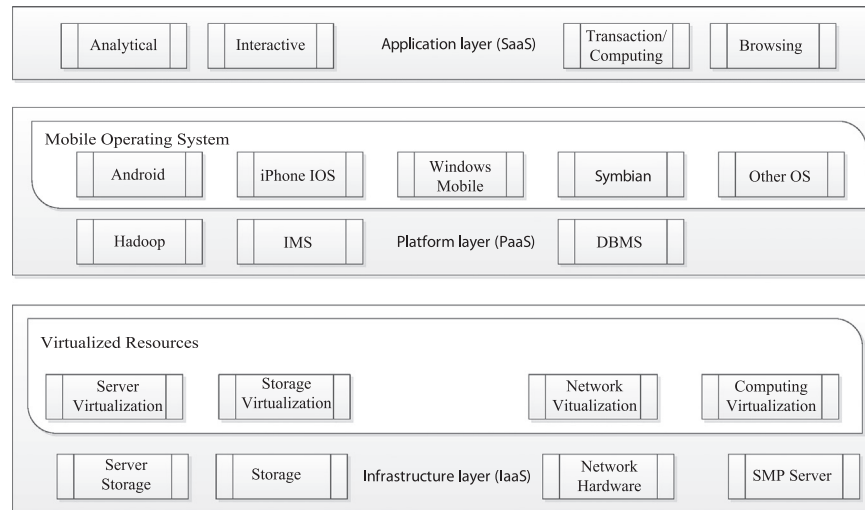 Analytical
Interactive
Application layer (SaaS)
Transaction/
Computing
Browsing
Mobile Operating System
Android
iPhone IOS
Windows
Mobile
Symbian
Other OS
Hadoop
IMS
Platform layer (PaaS)
DBMS
Virtualized Resources
Server
Virtualization
Storage
Virtualization
Network
Vitualization
Computing
Virtualization
Server
Storage
Storage
Infrastructure layer (IaaS)
Network
Hardware
SMP Server